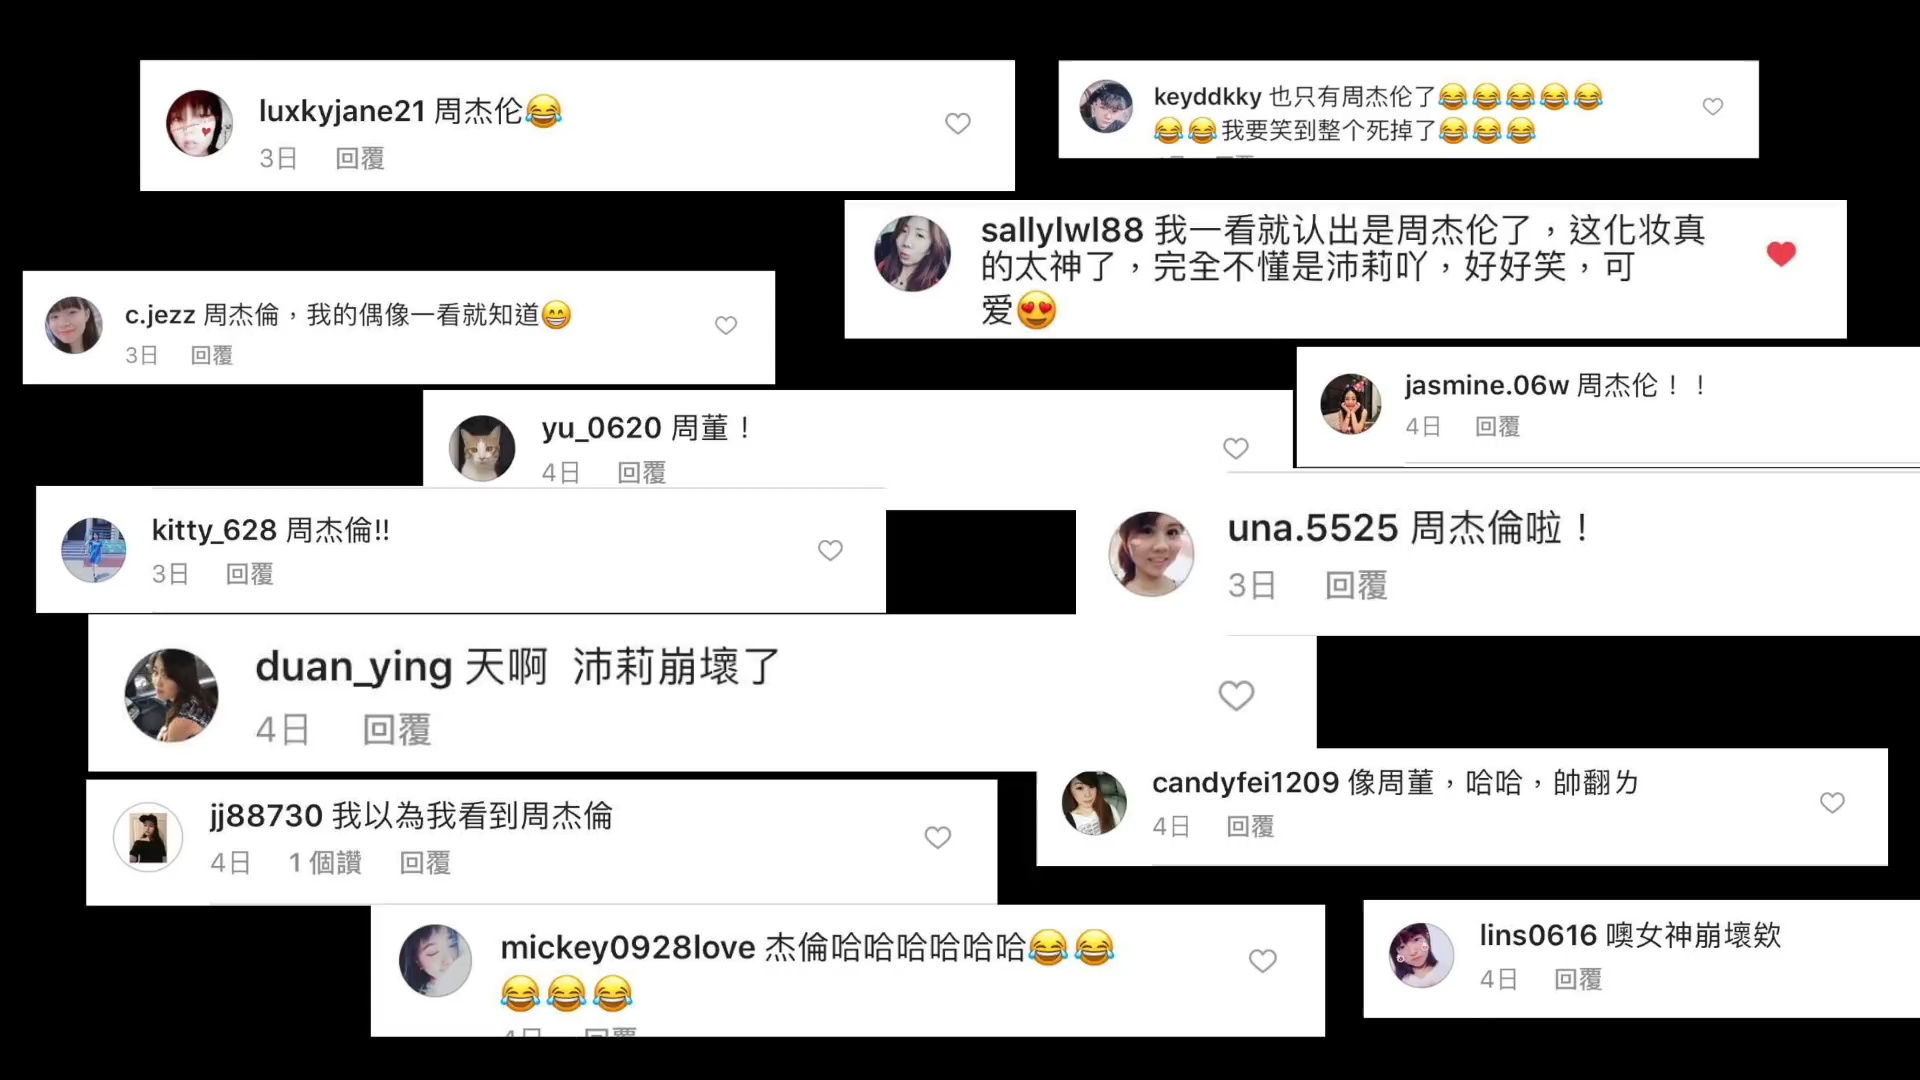 luxkyjane21 周杰伦😂
3日 回覆
keyddkky 也只有周杰伦了😂😂😂😂😂
😂😂我要笑到整个死掉了😂😂😂
sallylwl88 我一看就认出是周杰伦了，这化妆真
的太神了，完全不懂是沛莉吖，好好笑，可
爱😍
c.jezz 周杰倫，我的偶像一看就知道😁
3日 回覆
jasmine.06w 周杰伦！！
4日 回覆
yu_0620 周董！
4日 回覆
kitty_628 周杰倫!!
3日 回覆
una.5525 周杰倫啦！
3日 回覆
duan_ying 天啊 沛莉崩壞了
4日 回覆
candyfei1209 像周董，哈哈，帥翻ㄌ
4日 回覆
jj88730 我以為我看到周杰倫
4日 1 個讚 回覆
mickey0928love 杰倫哈哈哈哈哈哈😂😂
😂😂😂
4日 回覆
lins0616 噢女神崩壞欸
4日 回覆